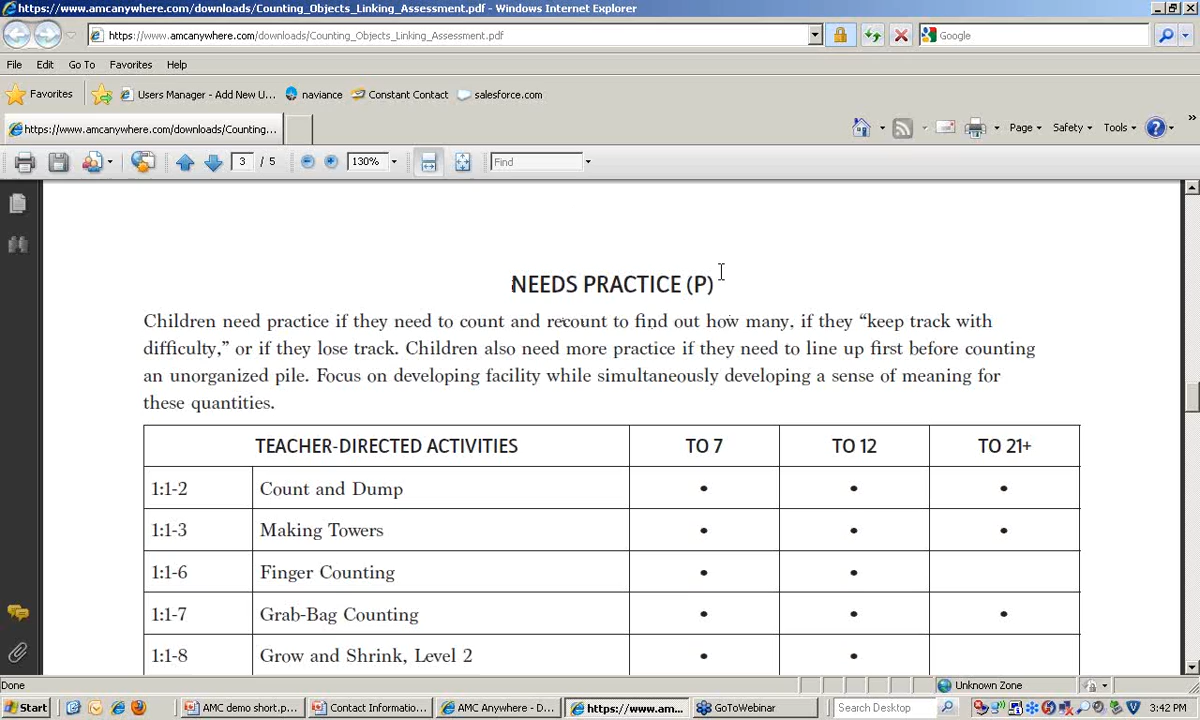 https://www.amcanywhere.com/downloads/Counting_Objects_Linking_Assessment.pdf - Windows Internet Explorer
https://www.amcanywhere.com/downloads/Counting_Objects_Linking_Assessment.pdf
Google
File Edit Go To Favorites Help
Favorites Users Manager - Add New U... naviance Constant Contact salesforce.com
https://www.amcanywhere.com/downloads/Counting...
Page Safety Tools
3 / 5 130% Find
NEEDS PRACTICE (P)
Children need practice if they need to count and recount to find out how many, if they “keep track with
difficulty,” or if they lose track. Children also need more practice if they need to line up first before counting
an unorganized pile. Focus on developing facility while simultaneously developing a sense of meaning for
these quantities.
TEACHER-DIRECTED ACTIVITIES TO 7 TO 12 TO 21+
1:1-2 Count and Dump • • •
1:1-3 Making Towers • • •
1:1-6 Finger Counting • •
1:1-7 Grab-Bag Counting • • •
1:1-8 Grow and Shrink, Level 2 • •
Done Unknown Zone
Start AMC demo short.p... Contact Informatio... AMC Anywhere - D... https://www.am... GoToWebinar Search Desktop 3:42 PM